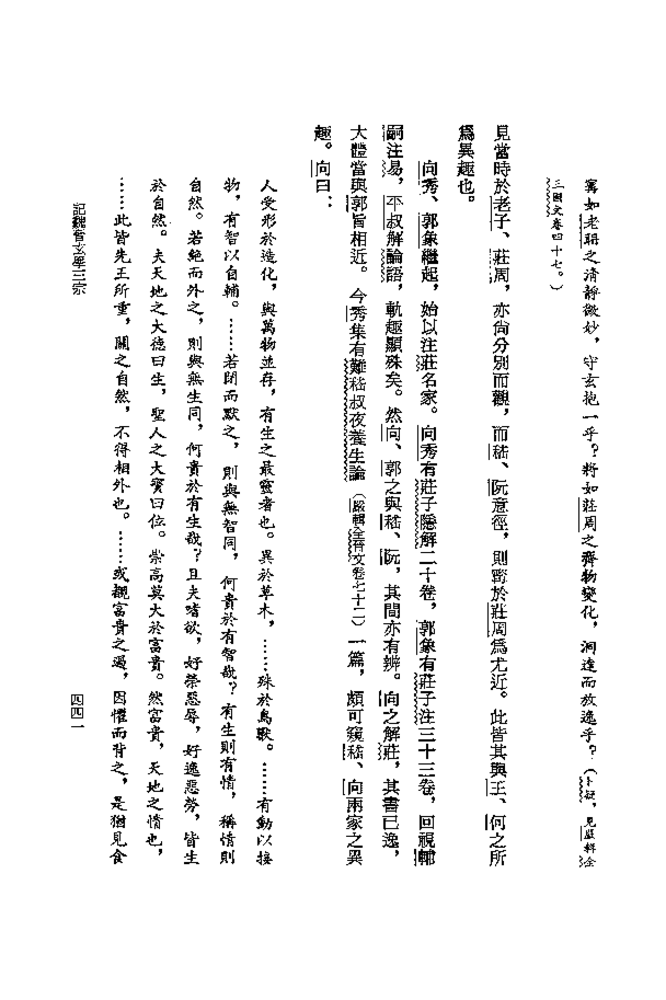 寗如老聃之清靜微妙，守玄抱一乎？將如莊周之齊物變化，洞達而放逸乎？（卜疑，見嚴輯全
三國文卷四十七。）
見當時於老子、莊周，亦尙分別而觀，而嵇、阮意徑，則寗於莊周爲尤近。此皆其與王、何之所
爲異趣也。
向秀、郭象繼起，始以注莊名家。向秀有莊子隱解二十卷，郭象有莊子注三十三卷，回視輔
嗣注易，平叔解論語，軌趣顯殊矣。然向、郭之與嵇、阮，其間亦有辨。向之解莊，其書已逸，
大體當與郭旨相近。今秀集有難嵇叔夜養生論（嚴輯全晉文卷七十二）一篇，頗可窺嵇、向兩家之異
趣。向曰：
人受形於造化，與萬物並存，有生之最靈者也。異於草木，……殊於鳥獸。……有動以接
物，有智以自輔。……若閉而默之，則與無智同，何貴於有智哉？有生則有情，稱情則
自然。若絕而外之，則與無生同，何貴於有生哉？且夫嗜欲，好榮惡辱，好逸惡勞，皆生
於自然。夫天地之大德曰生，聖人之大寶曰位。崇高莫大於富貴。然富貴，天地之情也，
……此皆先王所重，關之自然，不得相外也。……或覩富貴之過，因懼而背之，是猶見食
記魏晉玄學三宗
四四一